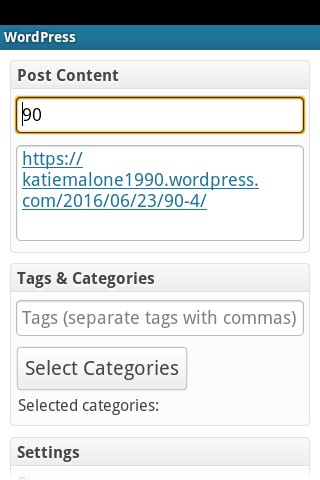 WordPress
Post Content
90
https://
katiemalone1990.wordpress.
com/2016/06/23/90-4/
Tags & Categories
Tags (separate tags with commas)
Select Categories
Selected categories:
Settings